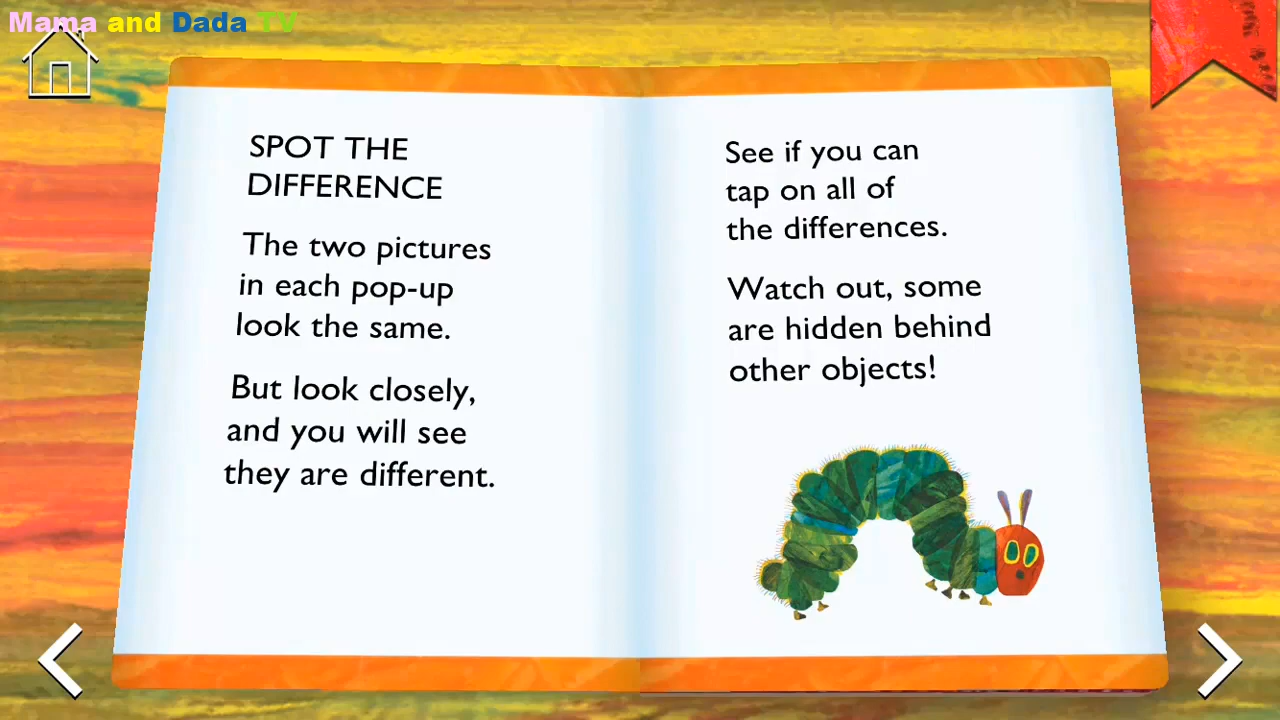 Mama and Dada TV
SPOT THE
DIFFERENCE
The two pictures
in each pop-up
look the same.
But look closely,
and you will see
they are different.
See if you can
tap on all of
the differences.
Watch out, some
are hidden behind
other objects!